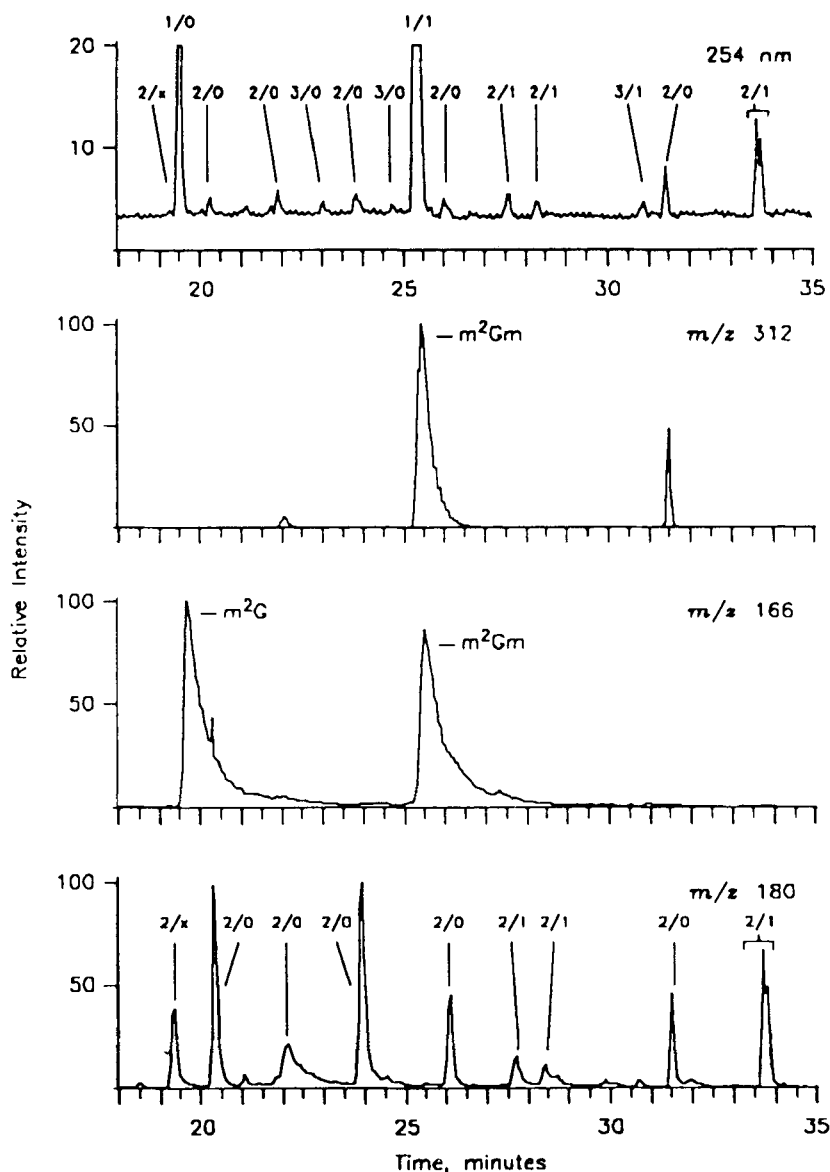 1/0 1/1
20 254 nm
2/x 2/0 2/0 3/0 2/0 3/0 2/0 2/1 2/1 3/1 2/0 2/1
10
20 25 30 35
100 — m²Gm m/z 312
50
Relative Intensity
100 — m²G m/z 166
— m²Gm
50
100 m/z 180
2/x 2/0 2/0 2/0 2/0 2/1 2/1 2/0 2/1
50
20 25 30 35
Time, minutes